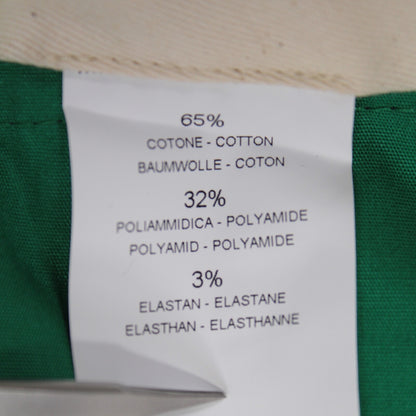 65%
COTONE - COTTON
BAUMWOLLE - COTON
32%
POLIAMMIDICA - POLYAMIDE
POLYAMID - POLYAMIDE
3%
ELASTAN - ELASTANE
ELASTHAN - ELASTHANNE